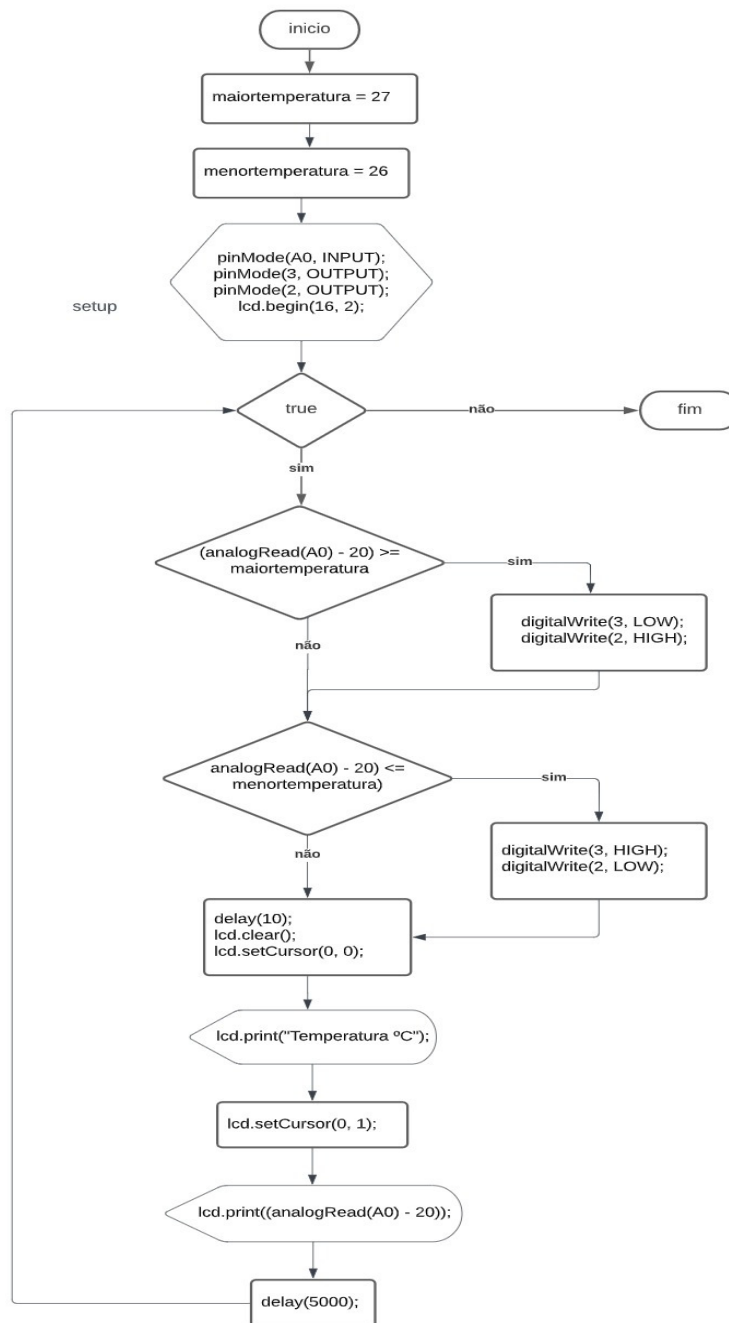 inicio
maiortemperatura = 27
menortemperatura = 26
pinMode(A0, INPUT);
pinMode(3, OUTPUT);
pinMode(2, OUTPUT);
lcd.begin(16, 2);
setup
true
não
fim
sim
(analogRead(A0) - 20) >=
maiortemperatura
sim
digitalWrite(3, LOW);
digitalWrite(2, HIGH);
não
analogRead(A0) - 20) <=
menortemperatura)
sim
digitalWrite(3, HIGH);
digitalWrite(2, LOW);
não
delay(10);
lcd.clear();
lcd.setCursor(0, 0);
lcd.print("Temperatura ºC");
lcd.setCursor(0, 1);
lcd.print((analogRead(A0) - 20));
delay(5000);